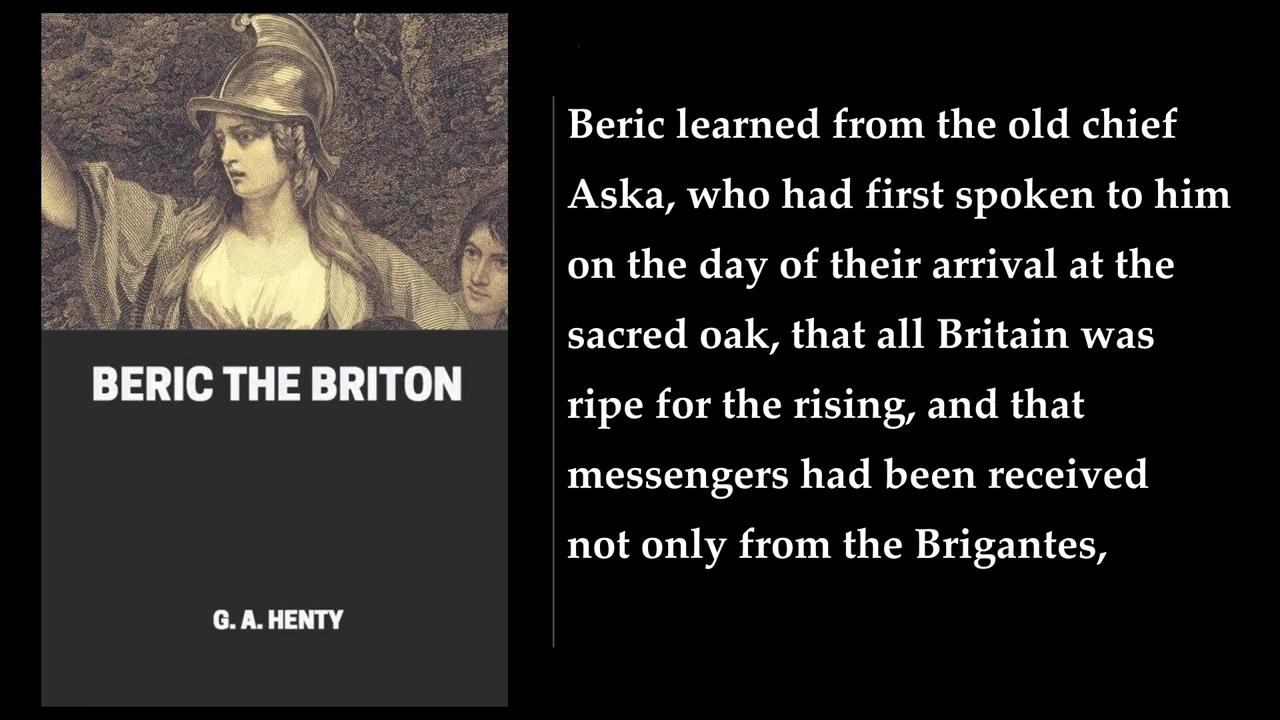 BERIC THE BRITON
G. A. HENTY
Beric learned from the old chief
Aska, who had first spoken to him
on the day of their arrival at the
sacred oak, that all Britain was
ripe for the rising, and that
messengers had been received
not only from the Brigantes,